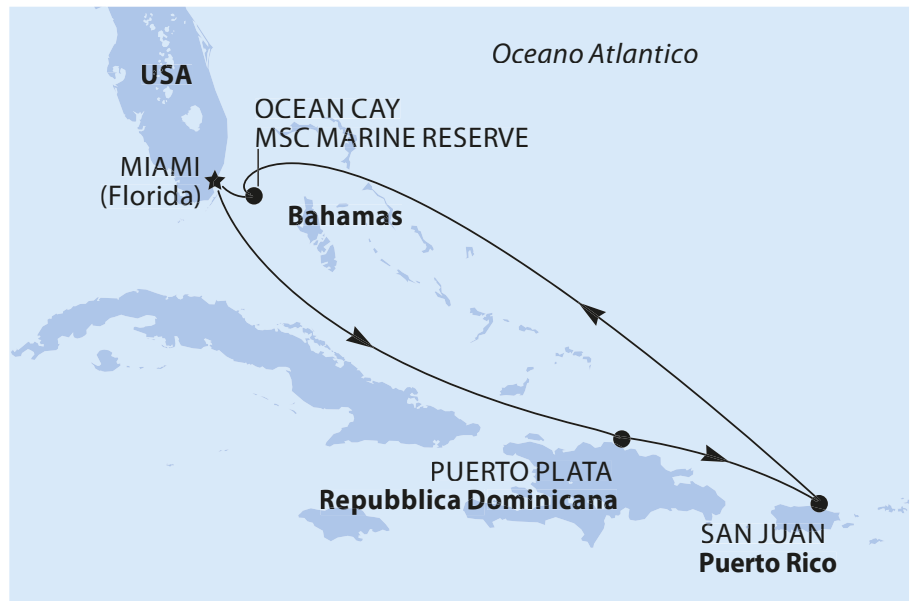 Oceano Atlantico
USA
OCEAN CAY
MSC MARINE RESERVE
MIAMI
(Florida)
Bahamas
PUERTO PLATA
Repubblica Dominicana
SAN JUAN
Puerto Rico